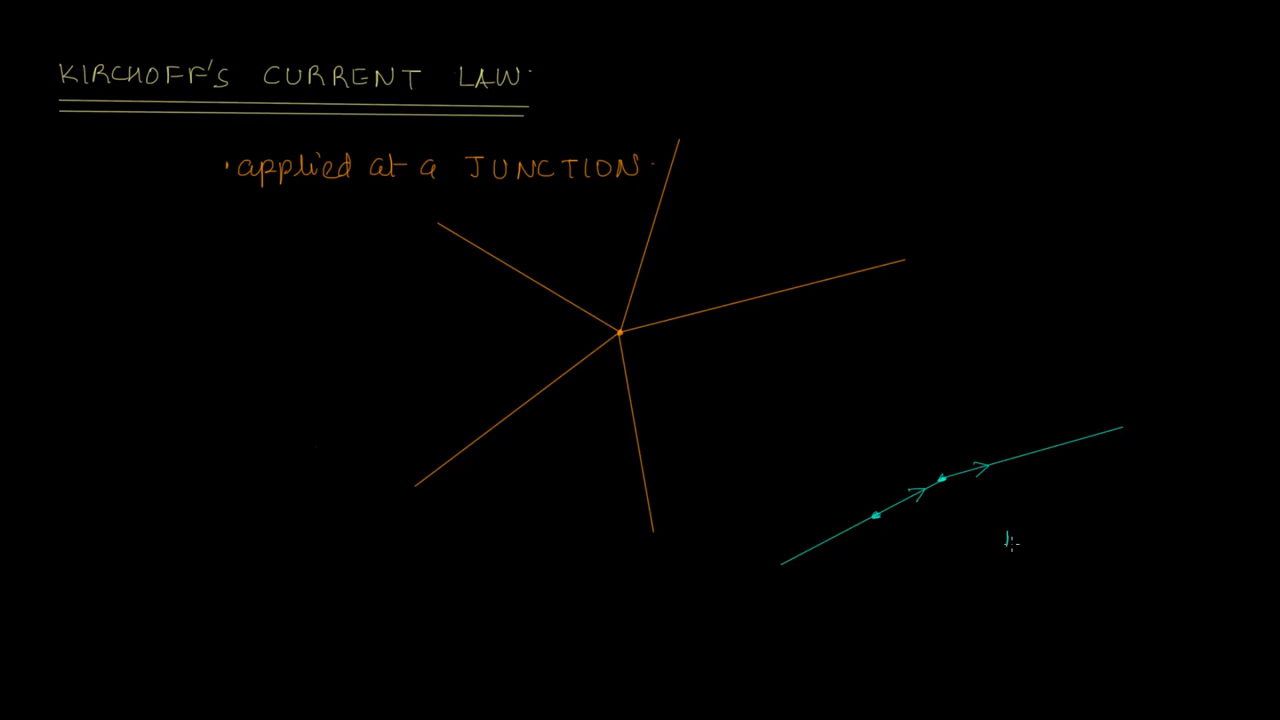 KIRCHOFF'S CURRENT LAW.
• applied at a JUNCTION.